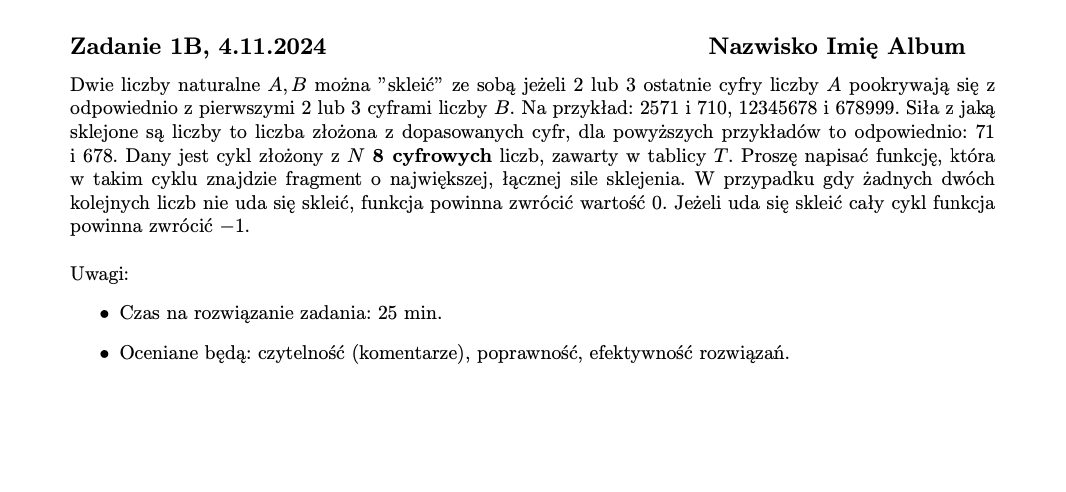 Zadanie 1B, 4.11.2024 Nazwisko Imię Album
Dwie liczby naturalne A, B można ”skleić” ze sobą jeżeli 2 lub 3 ostatnie cyfry liczby A pookrywają się z
odpowiednio z pierwszymi 2 lub 3 cyframi liczby B. Na przykład: 2571 i 710, 12345678 i 678999. Siła z jaką
sklejone są liczby to liczba złożona z dopasowanych cyfr, dla powyższych przykładów to odpowiednio: 71
i 678. Dany jest cykl złożony z N 8 cyfrowych liczb, zawarty w tablicy T. Proszę napisać funkcję, która
w takim cyklu znajdzie fragment o największej, łącznej sile sklejenia. W przypadku gdy żadnych dwóch
kolejnych liczb nie uda się skleić, funkcja powinna zwrócić wartość 0. Jeżeli uda się skleić cały cykl funkcja
powinna zwrócić −1.
Uwagi:
• Czas na rozwiązanie zadania: 25 min.
• Oceniane będą: czytelność (komentarze), poprawność, efektywność rozwiązań.